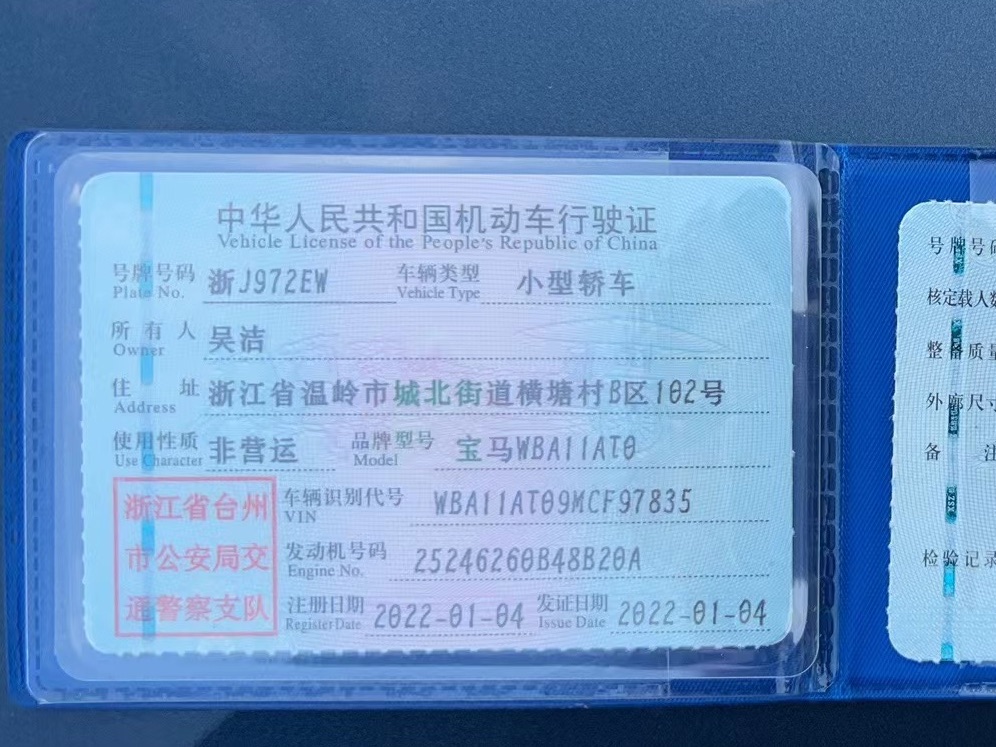 中华人民共和国机动车行驶证
Vehicle License of the People's Republic of China
号牌号码 浙J972EW 车辆类型 小型轿车
Plate No. Vehicle Type
所有人 吴洁
Owner
住址 浙江省温岭市城北街道横塘村B区102号
Address
使用性质 非营运 品牌型号 宝马WBA11AT0
Use Character Model
浙江省台州
市公安局交
通警察支队
车辆识别代号 WBA11AT09MCF97835
VIN
发动机号码 25246260B48B20A
Engine No.
注册日期 2022-01-04 发证日期 2022-01-04
Register Date Issue Date
号牌号码
核定载人数
整备质量
外廓尺寸
备注
检验记录